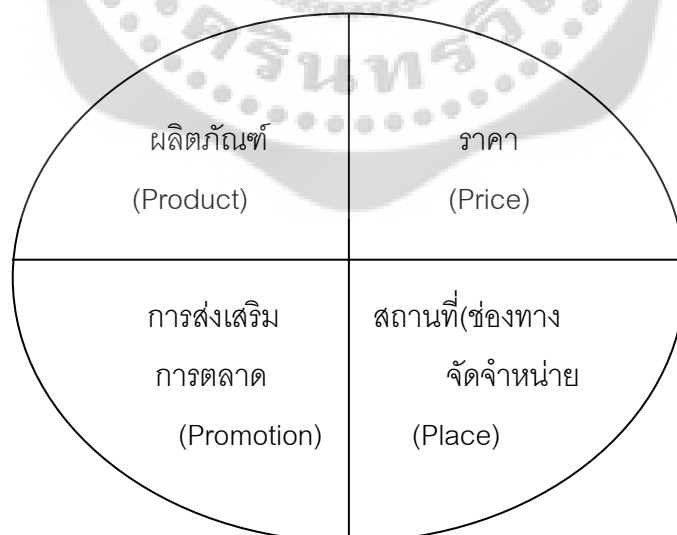 ผลิตภัณฑ์
(Product)
ราคา
(Price)
การส่งเสริม
การตลาด
(Promotion)
สถานที่(ช่องทาง
จัดจำหน่าย
(Place)